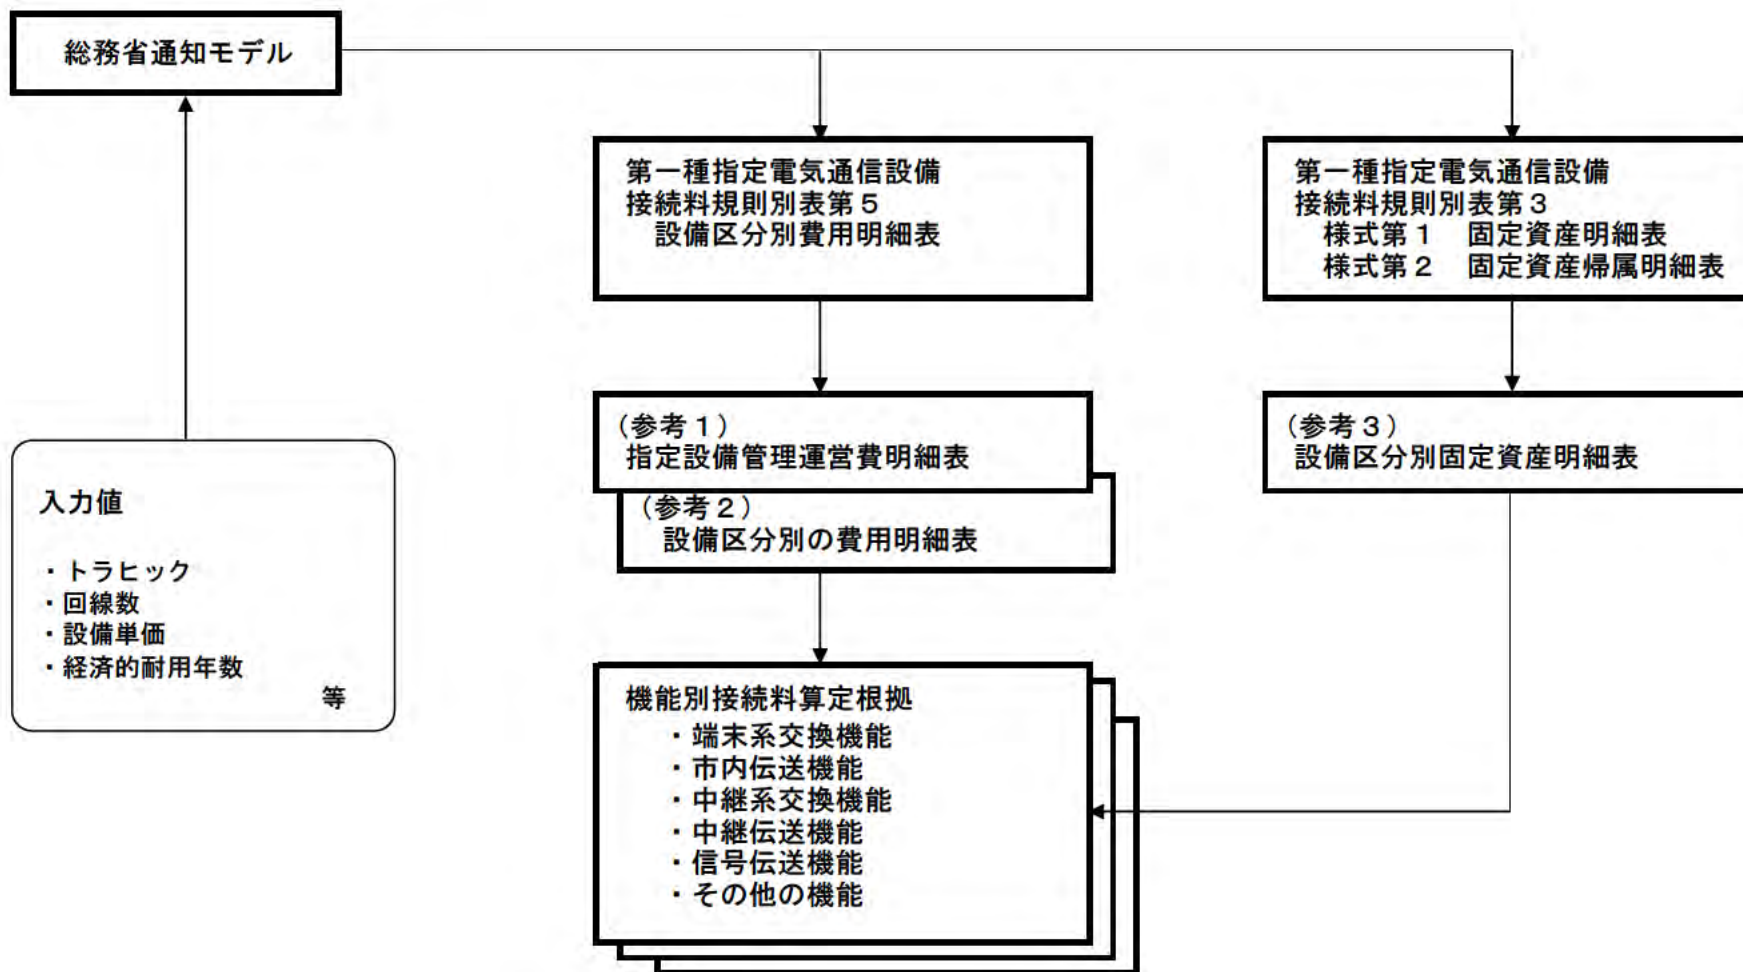 総務省通知モデル
第一種指定電気通信設備
接続料規則別表第５
設備区分別費用明細表
第一種指定電気通信設備
接続料規則別表第３
様式第１　固定資産明細表
様式第２　固定資産帰属明細表
（参考１）
指定設備管理運営費明細表
（参考２）
設備区分別の費用明細表
（参考３）
設備区分別固定資産明細表
入力値
・トラヒック
・回線数
・設備単価
・経済的耐用年数
等
機能別接続料算定根拠
・端末系交換機能
・市内伝送機能
・中継系交換機能
・中継伝送機能
・信号伝送機能
・その他の機能